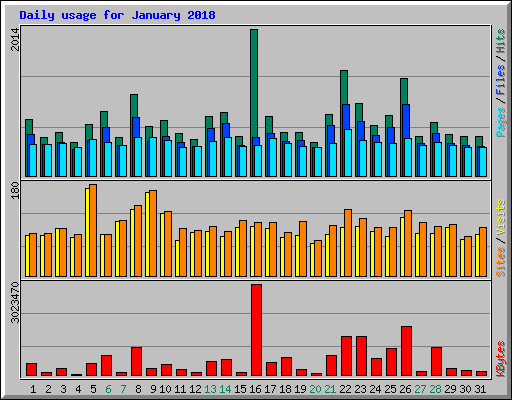 Daily usage for January 2018
2014
Pages / Files / Hits
180
Sites / Visits
3023470
KBytes
1 2 3 4 5 6 7 8 9 10 11 12 13 14 15 16 17 18 19 20 21 22 23 24 25 26 27 28 29 30 31